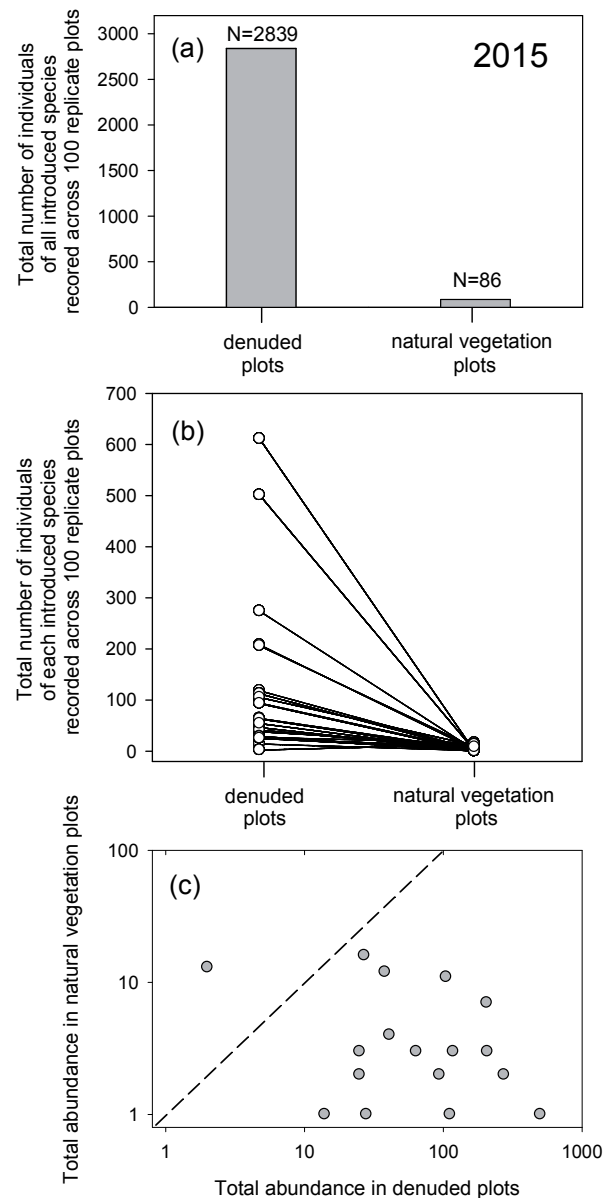 Total number of individuals
of all introduced species
recored across 100 replicate plots
3000
2500
2000
1500
1000
500
0
(a)
N=2839
2015
N=86
denuded
plots
natural vegetation
plots
Total number of individuals
of each introduced species
recorded across 100 replicate plots
700
600
500
400
300
200
100
0
(b)
denuded
plots
natural vegetation
plots
Total abundance in natural vegetation plots
100
10
1
(c)
1
10
100
1000
Total abundance in denuded plots